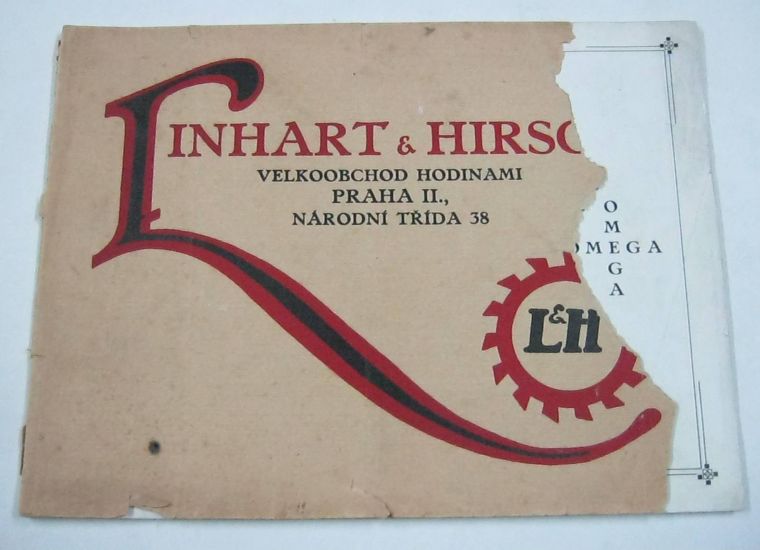 LINHART & HIRSC
VELKOOBCHOD HODINAMI
PRAHA II.,
NÁRODNÍ TŘÍDA 38
OMEGA
OMEGA
L&H